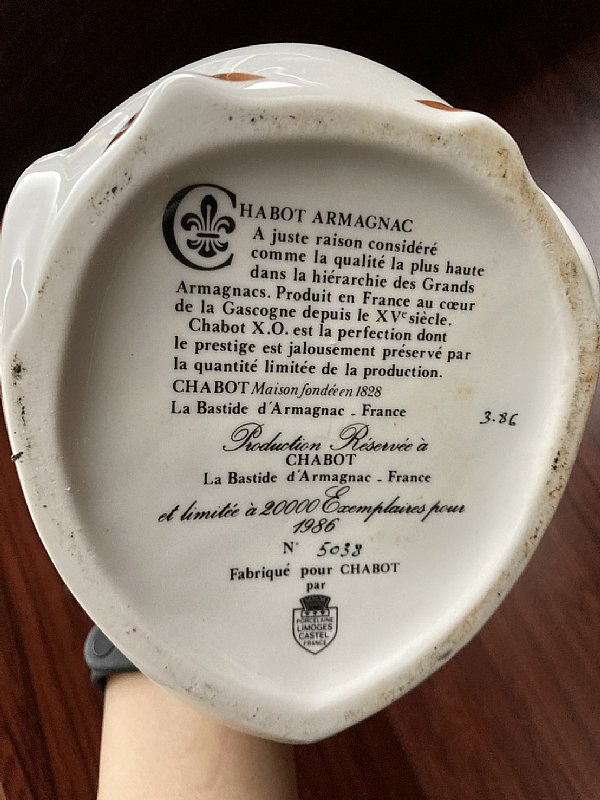 CHABOT ARMAGNAC
A juste raison considéré
comme la qualité la plus haute
dans la hiérarchie des Grands
Armagnacs. Produit en France au cœur
de la Gascogne depuis le XVᵉ siècle.
Chabot X.O. est la perfection dont
le prestige est jalousement préservé par
la quantité limitée de la production.
CHABOT Maison fondée en 1828
La Bastide d'Armagnac - France
3.86
Production Réservée à
CHABOT
La Bastide d'Armagnac - France
et limitée à 20000 Exemplaires pour
1986
N° 5038
Fabriqué pour CHABOT
par
PORCELAINE
LIMOGES
CASTEL
FRANCE